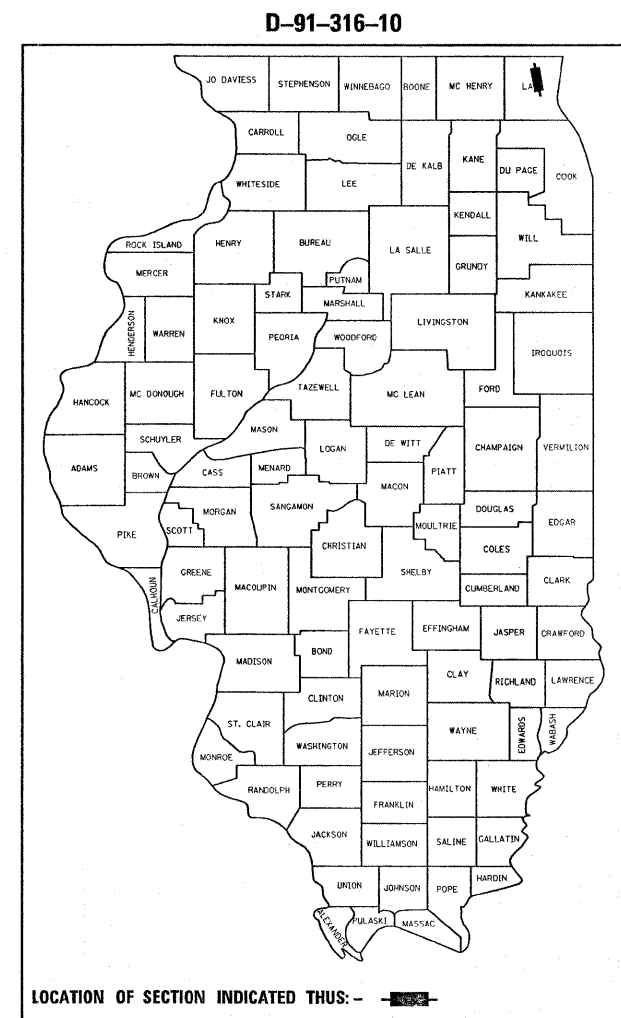 D-91-316-10
JO DAVIESS STEPHENSON WINNEBAGO BOONE MC HENRY LA
CARROLL OGLE
DE KALB KANE DU PAGE COOK
WHITESIDE LEE
KENDALL WILL
ROCK ISLAND HENRY BUREAU LA SALLE
GRUNDY
MERCER PUTNAM
STARK MARSHALL KANKAKEE
HENDERSON WARREN KNOX PEORIA WOODFORD LIVINGSTON IROQUOIS
HANCOCK MC DONOUGH FULTON TAZEWELL MC LEAN FORD
MASON
SCHUYLER LOGAN DE WITT CHAMPAIGN VERMILION
ADAMS BROWN CASS MENARD PIATT
MACON
PIKE SCOTT MORGAN SANGAMON DOUGLAS
MOULTRIE EDGAR
CHRISTIAN COLES
GREENE MACOUPIN MONTGOMERY SHELBY CUMBERLAND CLARK
CALHOUN JERSEY
FAYETTE EFFINGHAM JASPER CRAWFORD
MADISON BOND
CLAY RICHLAND LAWRENCE
CLINTON MARION
ST. CLAIR WAYNE EDWARDS WABASH
WASHINGTON JEFFERSON
MONROE
RANDOLPH PERRY HAMILTON WHITE
FRANKLIN
JACKSON WILLIAMSON SALINE GALLATIN
UNION JOHNSON POPE HARDIN
ALEXANDER PULASKI MASSAC
LOCATION OF SECTION INDICATED THUS: -